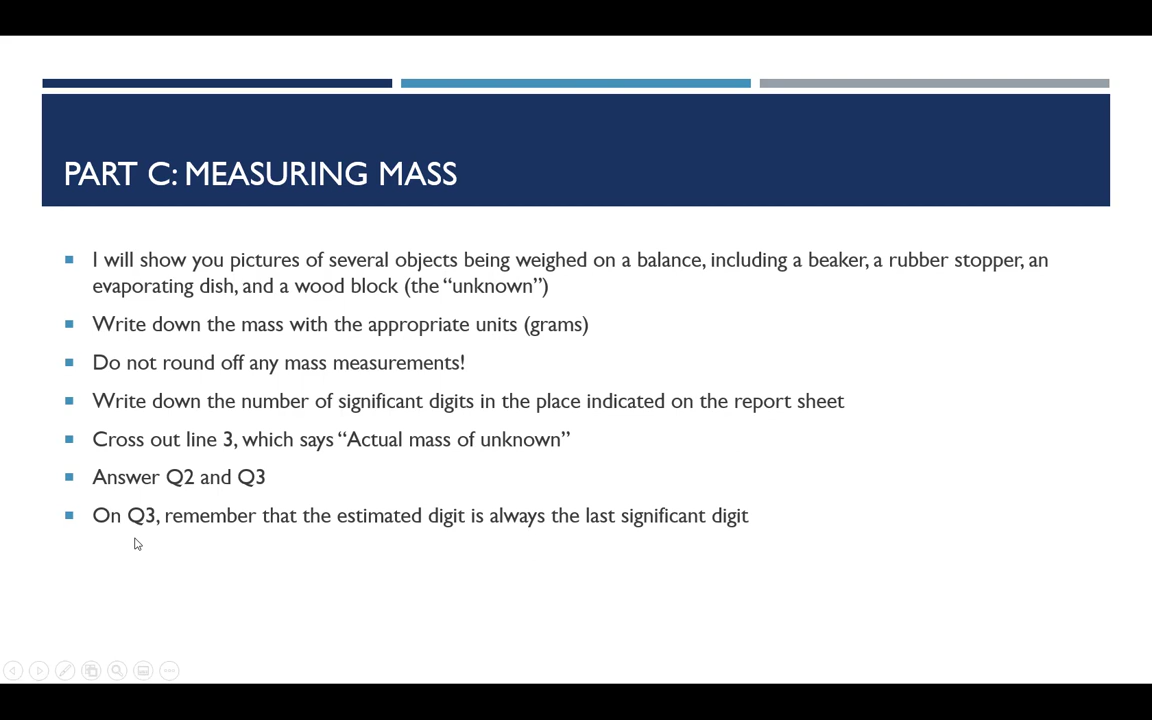 PART C: MEASURING MASS
I will show you pictures of several objects being weighed on a balance, including a beaker, a rubber stopper, an
evaporating dish, and a wood block (the “unknown”)
Write down the mass with the appropriate units (grams)
Do not round off any mass measurements!
Write down the number of significant digits in the place indicated on the report sheet
Cross out line 3, which says “Actual mass of unknown”
Answer Q2 and Q3
On Q3, remember that the estimated digit is always the last significant digit